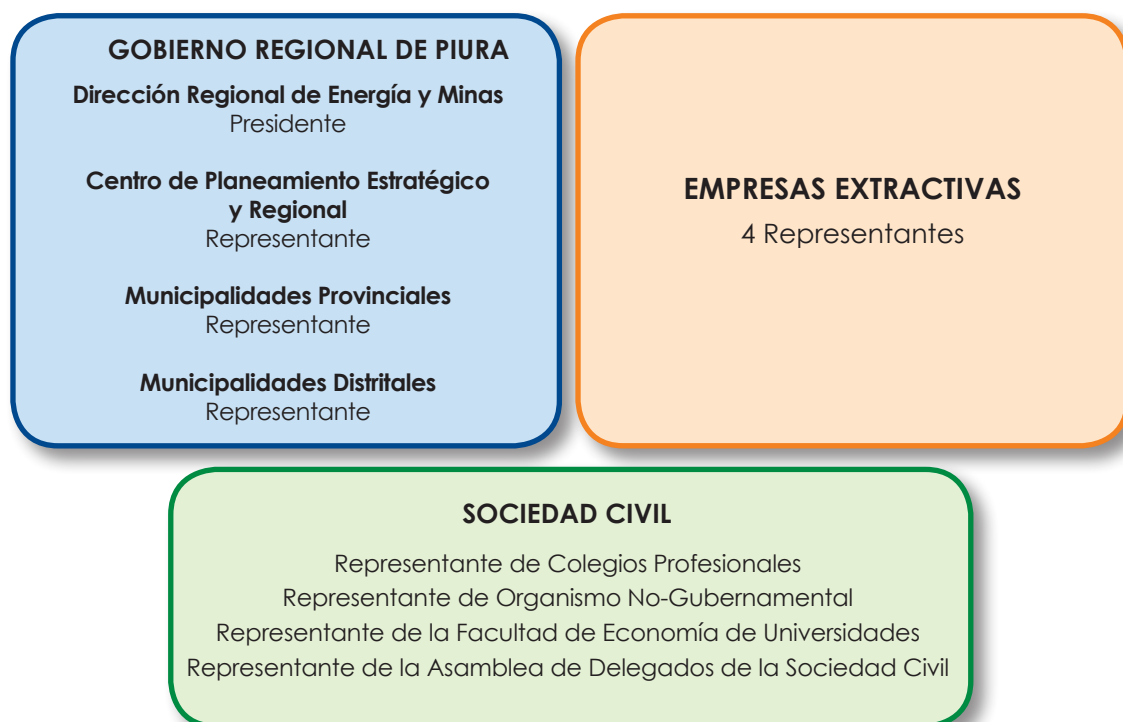 GOBIERNO REGIONAL DE PIURA
Dirección Regional de Energía y Minas
Presidente
Centro de Planeamiento Estratégico
y Regional
Representante
Municipalidades Provinciales
Representante
Municipalidades Distritales
Representante
EMPRESAS EXTRACTIVAS
4 Representantes
SOCIEDAD CIVIL
Representante de Colegios Profesionales
Representante de Organismo No-Gubernamental
Representante de la Facultad de Economía de Universidades
Representante de la Asamblea de Delegados de la Sociedad Civil